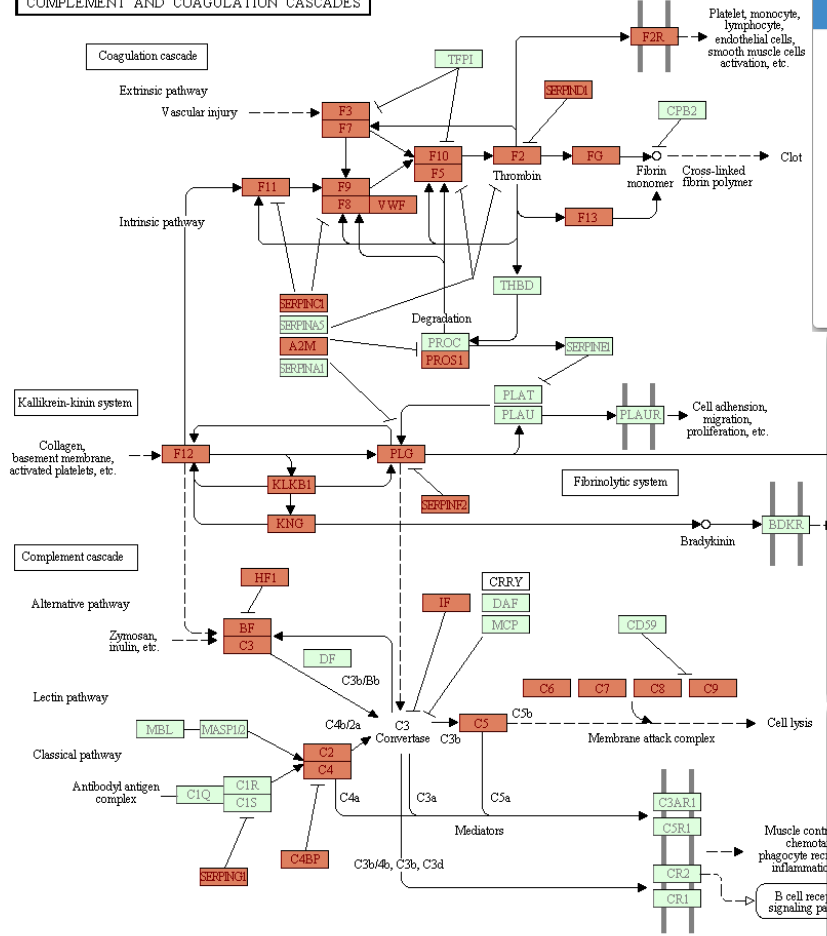 COMPLEMENT AND COAGULATION CASCADES
Platelet, monocyte,
lymphocyte,
endothelial cells,
smooth muscle cells
activation, etc.
F2R
Coagulation cascade
TFPI
Extrinsic pathway
Vascular injury
SERPIND1
CPB2
F3
F7
F10
F5
F2
Thrombin
FG
Fibrin
monomer
Cross-linked
fibrin polymer
Clot
F11
F9
F8
VWF
F13
Intrinsic pathway
THBD
SERPINC1
SERPINA5
A2M
SERPINA1
Degradation
PROC
PROS1
SERPINE1
PLAT
PLAU
PLAUR
Cell adhension,
migration,
proliferation, etc.
Kallikrein-kinin system
Collagen,
basement membrane,
activated platelets, etc.
F12
PLG
KLKB1
SERPINF2
Fibrinolytic system
KNG
Bradykinin
BDKR
Complement cascade
HF1
Alternative pathway
IF
CRRY
DAF
MCP
CD59
Zymosan,
inulin, etc.
BF
C3
DF
C3b/Bb
C6
C7
C8
C9
Lectin pathway
MBL
MASP1/2
C4b/2a
C3
Convertase
C3b
C5
C5b
Membrane attack complex
Cell lysis
Classical pathway
C2
C4
Antibodyl antigen
complex
C1Q
C1R
C1S
C4a
C3a
C5a
Mediators
C3AR1
C5R1
Muscle cont
chemota
phagocyte recr
inflammatio
SERPING1
C4BP
C3b/4b, C3b, C3d
CR2
CR1
B cell recep
signaling pa